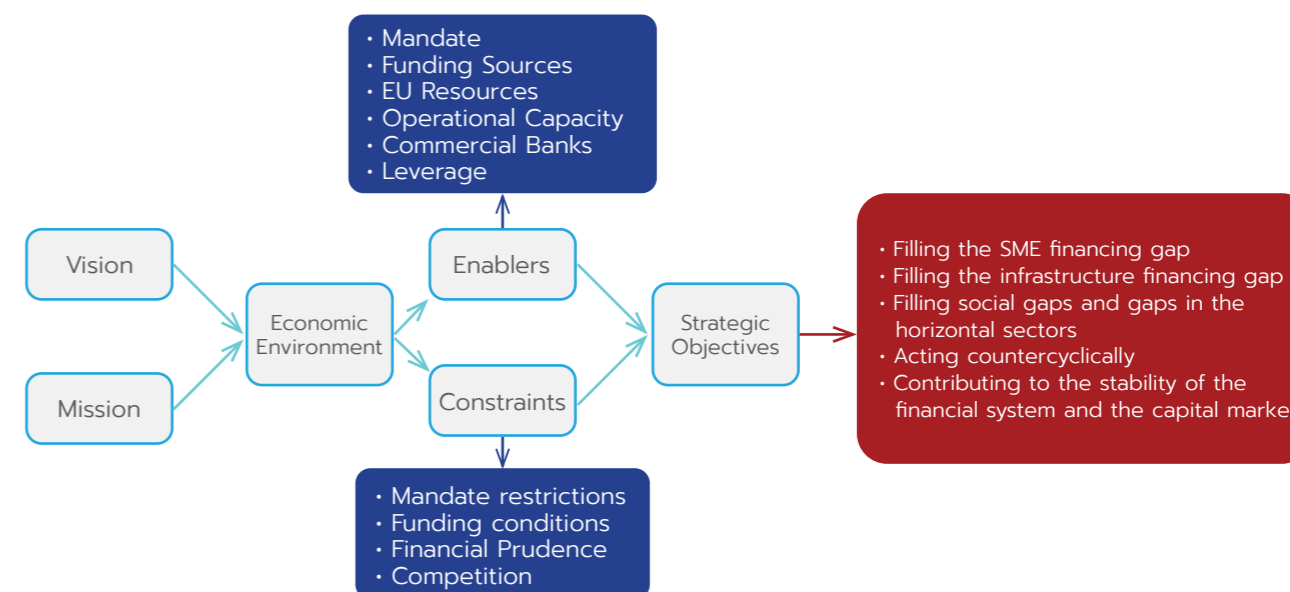 · Mandate
· Funding Sources
· EU Resources
· Operational Capacity
· Commercial Banks
· Leverage
Vision
Mission
Economic
Environment
Enablers
Constraints
Strategic
Objectives
· Filling the SME financing gap
· Filling the infrastructure financing gap
· Filling social gaps and gaps in the
horizontal sectors
· Acting countercyclically
· Contributing to the stability of the
financial system and the capital marke
· Mandate restrictions
· Funding conditions
· Financial Prudence
· Competition